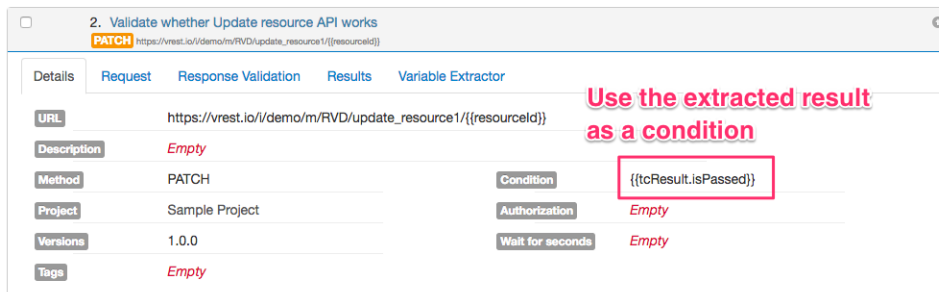 2. Validate whether Update resource API works
PATCH https://vrest.io/i/demo/m/RVD/update_resource1/{{resourceId}}
Details Request Response Validation Results Variable Extractor
Use the extracted result
as a condition
URL https://vrest.io/i/demo/m/RVD/update_resource1/{{resourceId}}
Description Empty
Method PATCH Condition {{tcResult.isPassed}}
Project Sample Project Authorization Empty
Versions 1.0.0 Wait for seconds Empty
Tags Empty